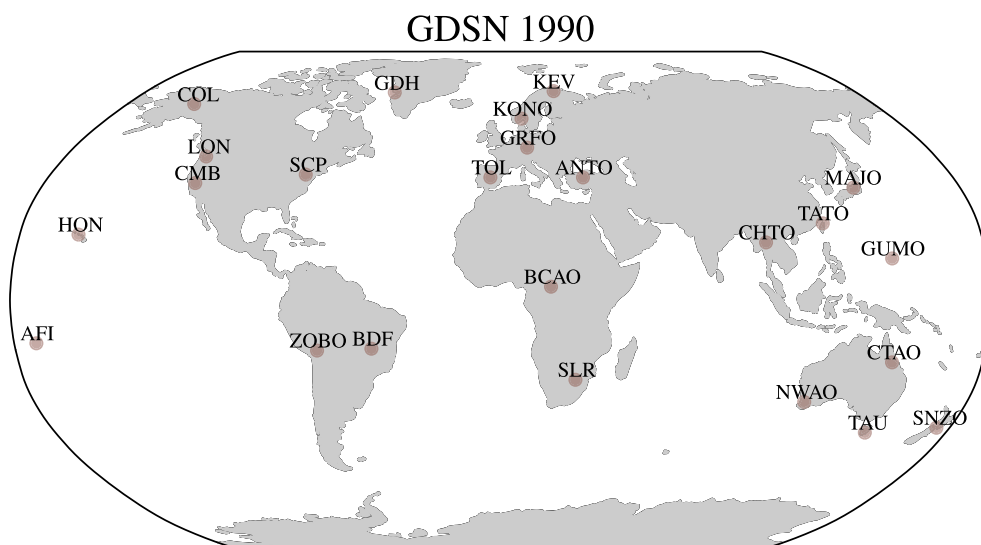 GDSN 1990
KEV
GDH
COL
KONO
GRFO
LON
SCP
TOL
ANTO
CMB
MAJO
TATO
HON
CHTO
GUMO
BCAO
AFI
ZOBO
BDF
CTAO
SLR
NWAO
SNZO
TAU